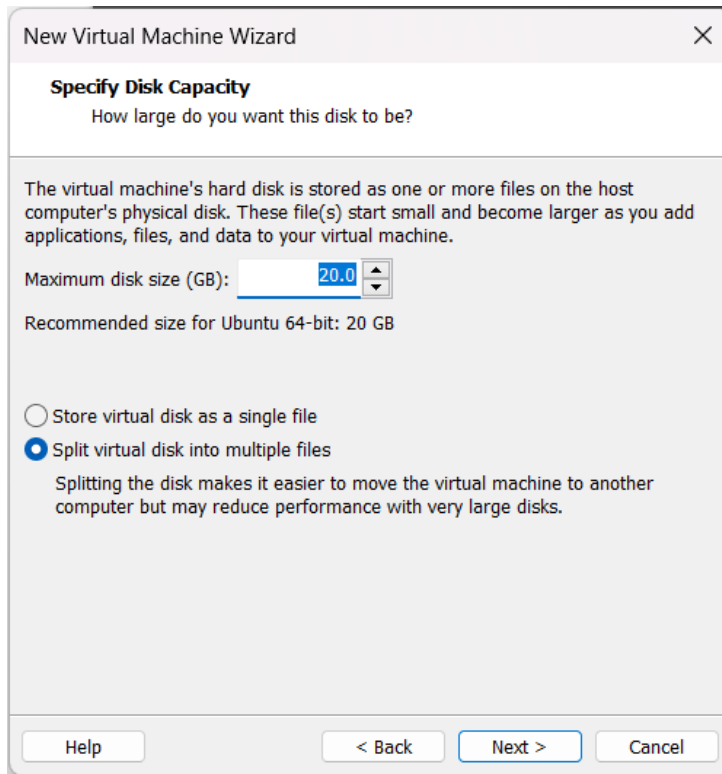 New Virtual Machine Wizard
Specify Disk Capacity
How large do you want this disk to be?
The virtual machine's hard disk is stored as one or more files on the host
computer's physical disk. These file(s) start small and become larger as you add
applications, files, and data to your virtual machine.
Maximum disk size (GB): 20.0
Recommended size for Ubuntu 64-bit: 20 GB
Store virtual disk as a single file
Split virtual disk into multiple files
Splitting the disk makes it easier to move the virtual machine to another
computer but may reduce performance with very large disks.
Help < Back Next > Cancel